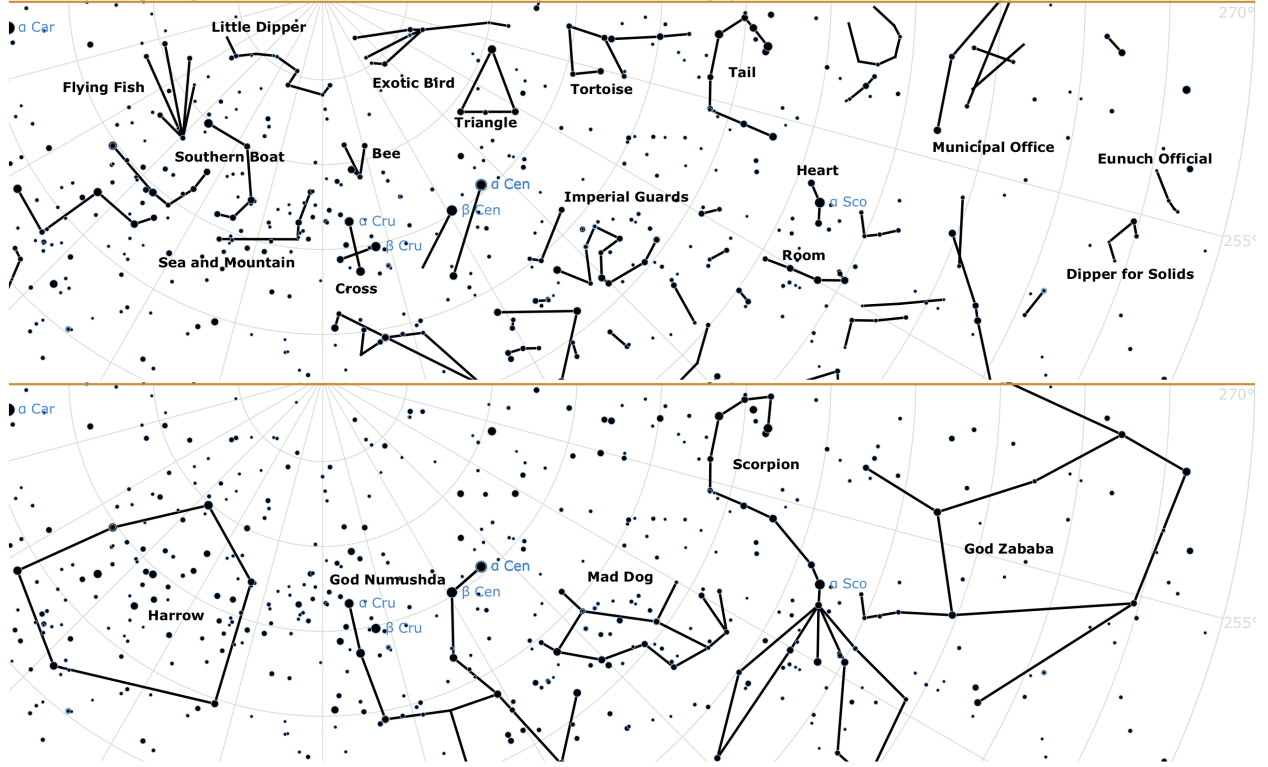 270°
α Car
Little Dipper
Tail
Exotic Bird
Flying Fish
Tortoise
Triangle
Municipal Office
Bee
Southern Boat
Eunuch Official
Heart
α Cen
Imperial Guards
α Sco
β Cen
α Cru
255°
β Cru
Room
Sea and Mountain
Dipper for Solids
Cross
270°
α Car
Scorpion
God Zababa
α Cen
Mad Dog
God Numushda
α Sco
β Cen
α Cru
Harrow
255°
β Cru